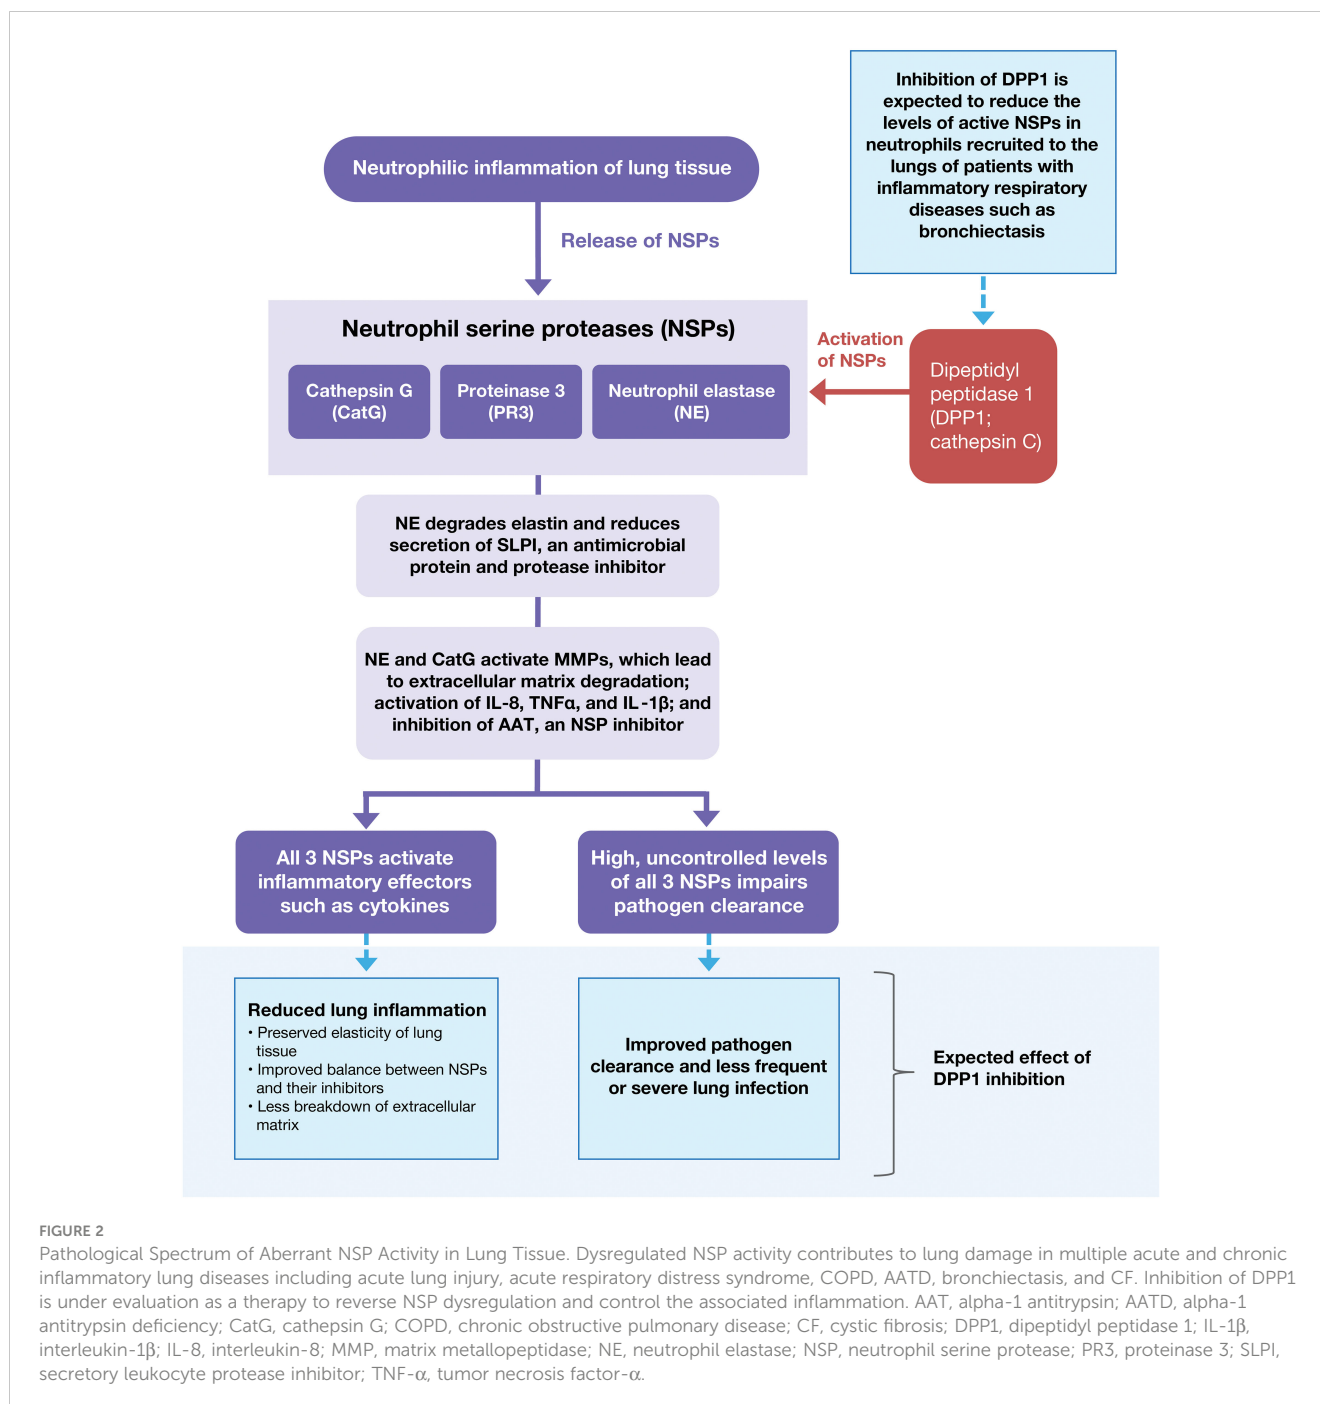 Inhibition of DPP1 is
expected to reduce the
levels of active NSPs in
neutrophils recruited to the
lungs of patients with
inflammatory respiratory
diseases such as
bronchiectasis
Neutrophilic inflammation of lung tissue
Release of NSPs
Neutrophil serine proteases (NSPs)
Cathepsin G
(CatG)
Proteinase 3
(PR3)
Neutrophil elastase
(NE)
Activation
of NSPs
Dipeptidyl
peptidase 1
(DPP1;
cathepsin C)
NE degrades elastin and reduces
secretion of SLPI, an antimicrobial
protein and protease inhibitor
NE and CatG activate MMPs, which lead
to extracellular matrix degradation;
activation of IL-8, TNFα, and IL-1β; and
inhibition of AAT, an NSP inhibitor
All 3 NSPs activate
inflammatory effectors
such as cytokines
High, uncontrolled levels
of all 3 NSPs impairs
pathogen clearance
Reduced lung inflammation
• Preserved elasticity of lung
tissue
• Improved balance between NSPs
and their inhibitors
• Less breakdown of extracellular
matrix
Improved pathogen
clearance and less frequent
or severe lung infection
Expected effect of
DPP1 inhibition
FIGURE 2
Pathological Spectrum of Aberrant NSP Activity in Lung Tissue. Dysregulated NSP activity contributes to lung damage in multiple acute and chronic
inflammatory lung diseases including acute lung injury, acute respiratory distress syndrome, COPD, AATD, bronchiectasis, and CF. Inhibition of DPP1
is under evaluation as a therapy to reverse NSP dysregulation and control the associated inflammation. AAT, alpha-1 antitrypsin; AATD, alpha-1
antitrypsin deficiency; CatG, cathepsin G; COPD, chronic obstructive pulmonary disease; CF, cystic fibrosis; DPP1, dipeptidyl peptidase 1; IL-1β,
interleukin-1β; IL-8, interleukin-8; MMP, matrix metallopeptidase; NE, neutrophil elastase; NSP, neutrophil serine protease; PR3, proteinase 3; SLPI,
secretory leukocyte protease inhibitor; TNF-α, tumor necrosis factor-α.